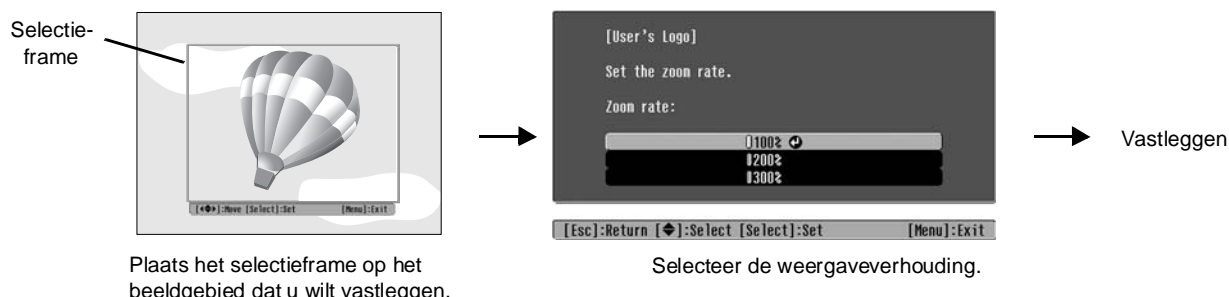 Selectie-
frame
[User's Logo]
Set the zoom rate.
Zoom rate:
100%
200%
300%
Vastleggen
[◀◆▶]:Move [Select]:Set [Menu]:Exit
[Esc]:Return [◆]:Select [Select]:Set [Menu]:Exit
Plaats het selectieframe op het
beeldgebied dat u wilt vastleggen.
Selecteer de weergaveverhouding.